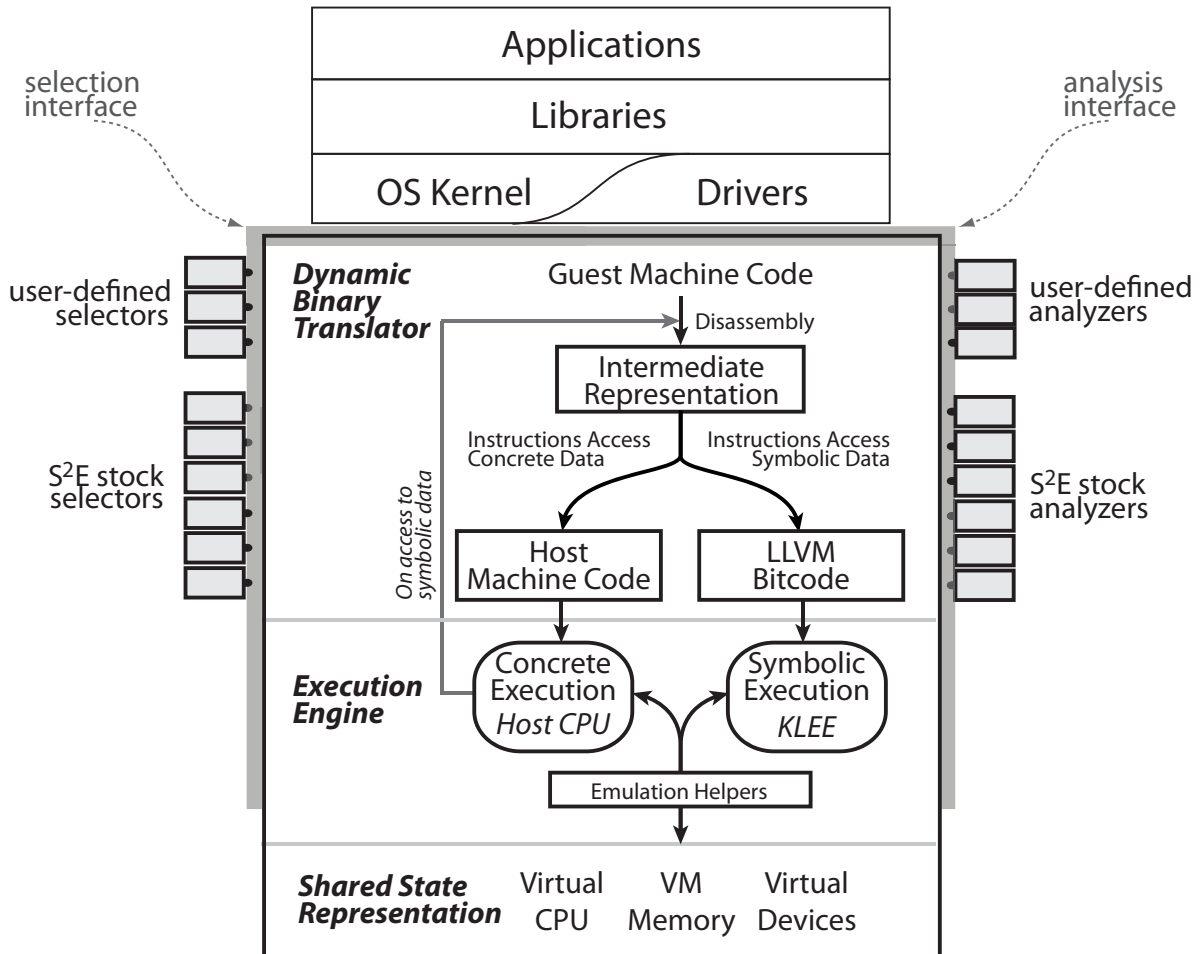 Applications
selection
interface
analysis
interface
Libraries
OS Kernel
Drivers
Dynamic
Binary
Translator
Guest Machine Code
user-defined
selectors
user-defined
analyzers
Disassembly
Intermediate
Representation
Instructions Access
Concrete Data
Instructions Access
Symbolic Data
S²E stock
selectors
S²E stock
analyzers
On access to
symbolic data
Host
Machine Code
LLVM
Bitcode
Execution
Engine
Concrete
Execution
Host CPU
Symbolic
Execution
KLEE
Emulation Helpers
Shared State
Representation
Virtual
CPU
VM
Memory
Virtual
Devices